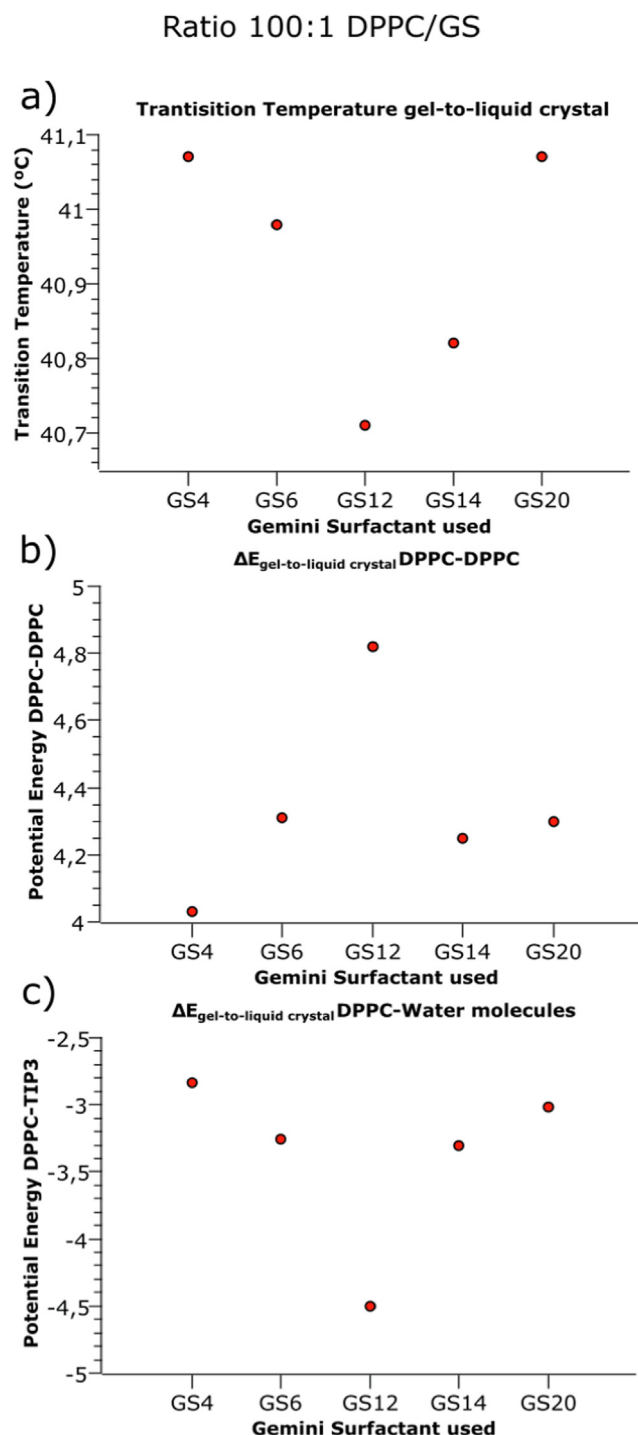 Ratio 100:1 DPPC/GS
a)
Trantisition Temperature gel-to-liquid crystal
Transition Temperature (ºC)
41,1
41
40,9
40,8
40,7
GS4 GS6 GS12 GS14 GS20
Gemini Surfactant used
b)
ΔEgel-to-liquid crystal DPPC-DPPC
Potential Energy DPPC-DPPC
5
4,8
4,6
4,4
4,2
4
GS4 GS6 GS12 GS14 GS20
Gemini Surfactant used
c)
ΔEgel-to-liquid crystal DPPC-Water molecules
Potential Energy DPPC-TIP3
-2,5
-3
-3,5
-4
-4,5
-5
GS4 GS6 GS12 GS14 GS20
Gemini Surfactant used